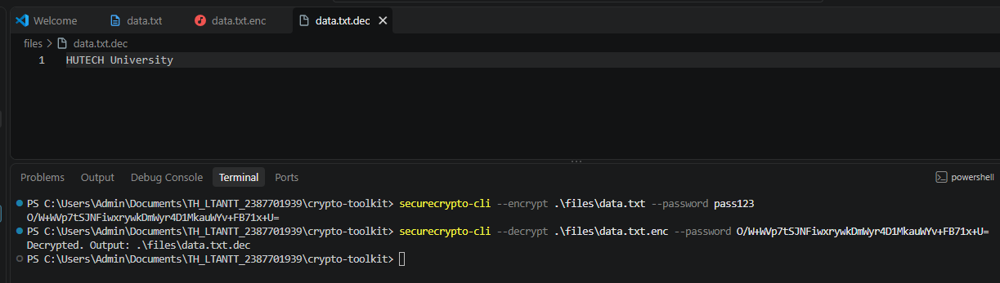 Welcome data.txt data.txt.enc data.txt.dec
files > data.txt.dec
1 HUTECH University
Problems Output Debug Console Terminal Ports powershell
PS C:\Users\Admin\Documents\TH_LTANTT_2387701939\crypto-toolkit> securecrypto-cli --encrypt .\files\data.txt --password pass123
O/W+WVp7tSJNFiwxrywkDmWyr4D1MkauWYv+FB71x+U=
PS C:\Users\Admin\Documents\TH_LTANTT_2387701939\crypto-toolkit> securecrypto-cli --decrypt .\files\data.txt.enc --password O/W+WVp7tSJNFiwxrywkDmWyr4D1MkauWYv+FB71x+U=
Decrypted. Output: .\files\data.txt.dec
PS C:\Users\Admin\Documents\TH_LTANTT_2387701939\crypto-toolkit>